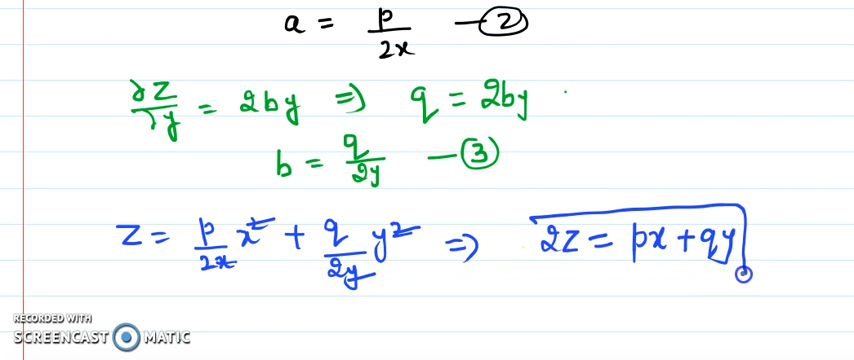 a = p/2x —②
∂z/∂y = 2by ⇒ q = 2by
b = q/2y —③
z = p/2x x² + q/2y y² ⇒ 2z = px + qy
RECORDED WITH
SCREENCAST MATIC